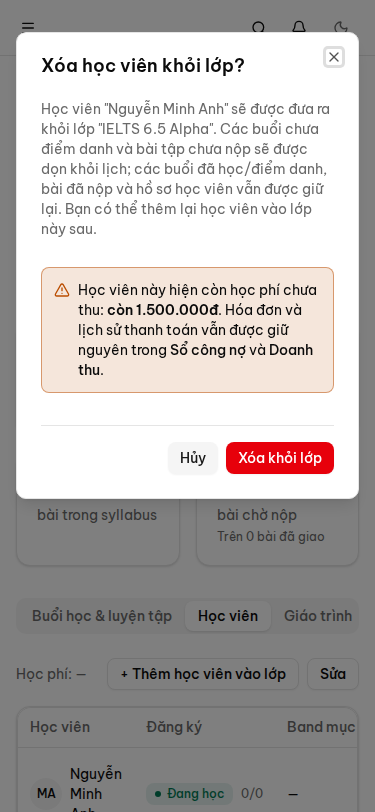 Xóa học viên khỏi lớp?
Học viên "Nguyễn Minh Anh" sẽ được đưa ra
khỏi lớp "IELTS 6.5 Alpha". Các buổi chưa
điểm danh và bài tập chưa nộp sẽ được
dọn khỏi lịch; các buổi đã học/điểm danh,
bài đã nộp và hồ sơ học viên vẫn được giữ
lại. Bạn có thể thêm lại học viên vào lớp
này sau.
Học viên này hiện còn học phí chưa
thu: còn 1.500.000đ. Hóa đơn và
lịch sử thanh toán vẫn được giữ
nguyên trong Sổ công nợ và Doanh
thu.
Hủy
Xóa khỏi lớp
bài trong syllabus
bài chờ nộp
Trên 0 bài đã giao
Buổi học & luyện tập
Học viên
Giáo trình
Học phí: —
+ Thêm học viên vào lớp
Sửa
Học viên
Đăng ký
Band mục
MA
Nguyễn
Minh
Anh
Đang học
0/0
—